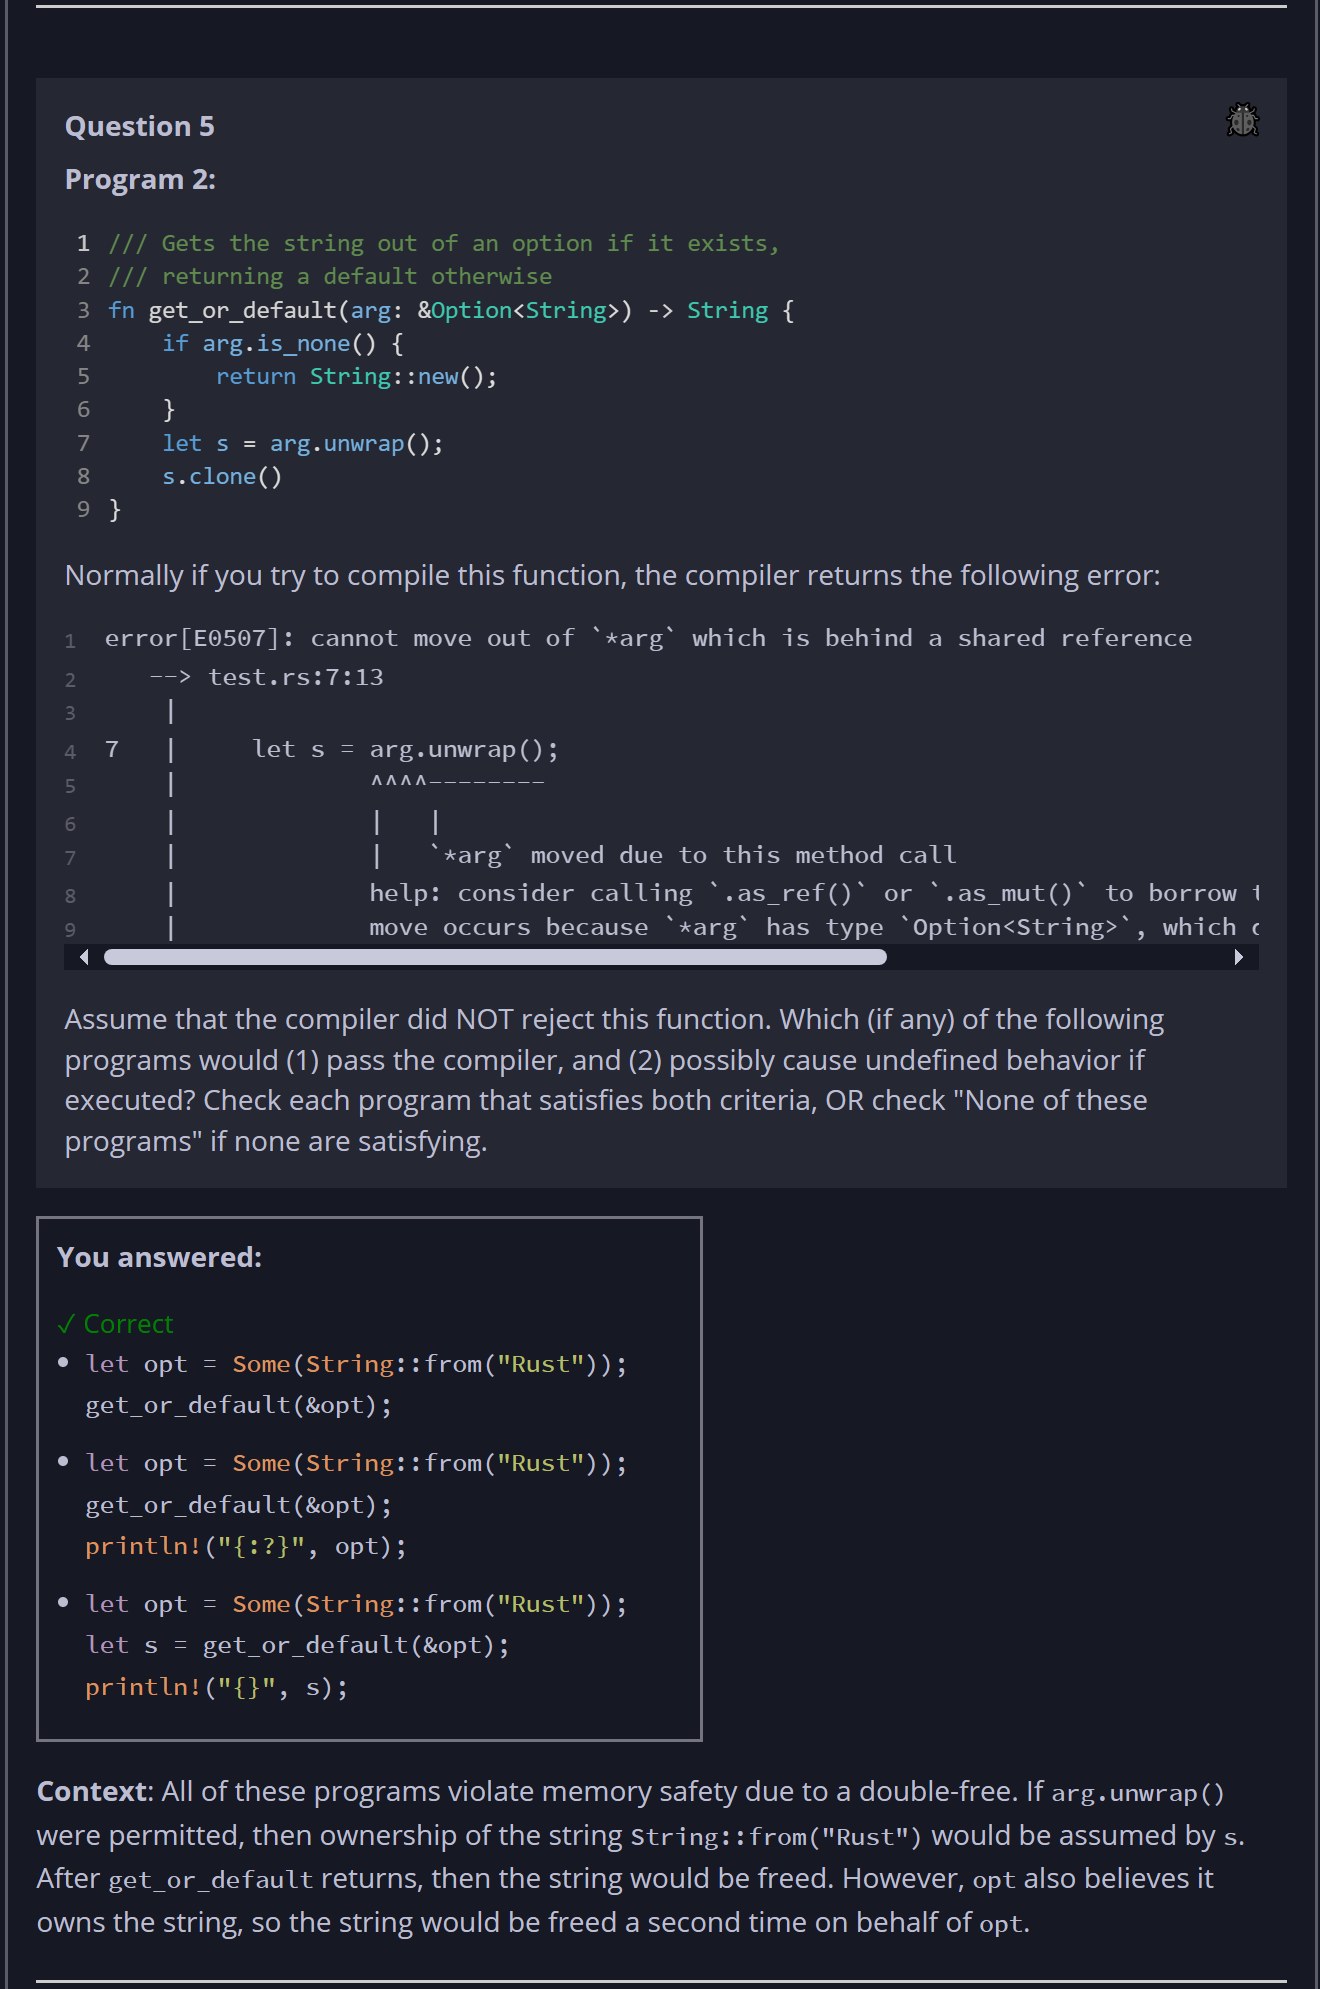 Question 5
Program 2:
1 /// Gets the string out of an option if it exists,
2 /// returning a default otherwise
3 fn get_or_default(arg: &Option<String>) -> String {
4     if arg.is_none() {
5         return String::new();
6     }
7     let s = arg.unwrap();
8     s.clone()
9 }
Normally if you try to compile this function, the compiler returns the following error:
1 error[E0507]: cannot move out of `*arg` which is behind a shared reference
2    --> test.rs:7:13
3     |
4 7   |     let s = arg.unwrap();
5     |             ^^^^--------
6     |             |   |
7     |             |   `*arg` moved due to this method call
8     |             help: consider calling `.as_ref()` or `.as_mut()` to borrow
9     |             move occurs because `*arg` has type `Option<String>`, which
Assume that the compiler did NOT reject this function. Which (if any) of the following
programs would (1) pass the compiler, and (2) possibly cause undefined behavior if
executed? Check each program that satisfies both criteria, OR check "None of these
programs" if none are satisfying.
You answered:
✓ Correct
• let opt = Some(String::from("Rust"));
get_or_default(&opt);
• let opt = Some(String::from("Rust"));
get_or_default(&opt);
println!("{:?}", opt);
• let opt = Some(String::from("Rust"));
let s = get_or_default(&opt);
println!("{}", s);
Context: All of these programs violate memory safety due to a double-free. If arg.unwrap()
were permitted, then ownership of the string String::from("Rust") would be assumed by s.
After get_or_default returns, then the string would be freed. However, opt also believes it
owns the string, so the string would be freed a second time on behalf of opt.